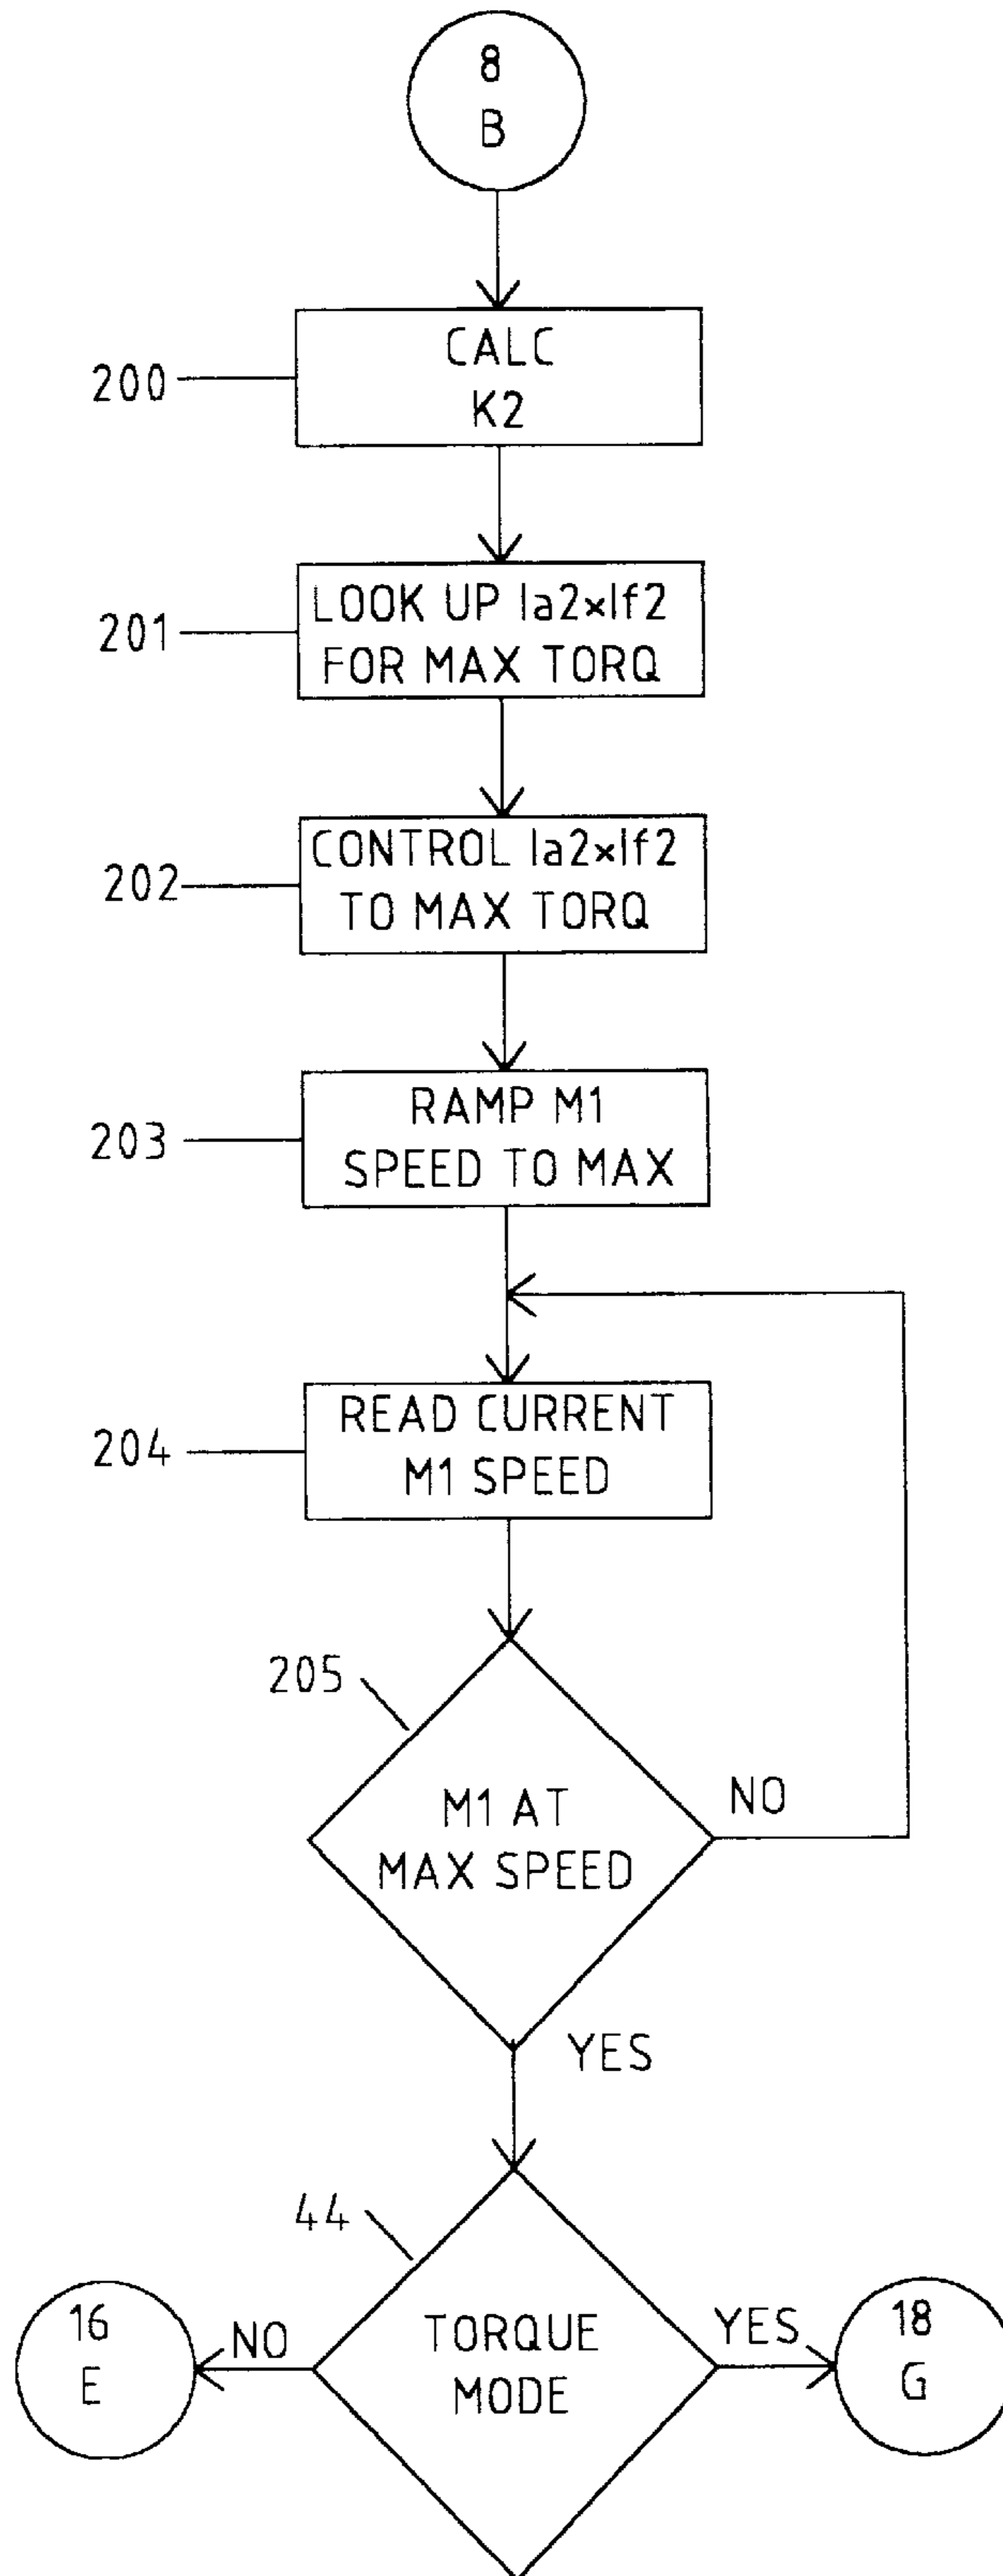 8
B
200
CALC
K2
201
LOOK UP Ia2×If2
FOR MAX TORQ
202
CONTROL Ia2×If2
TO MAX TORQ
203
RAMP M1
SPEED TO MAX
204
READ CURRENT
M1 SPEED
205
M1 AT
MAX SPEED
NO
YES
44
TORQUE
MODE
NO
16
E
YES
18
G